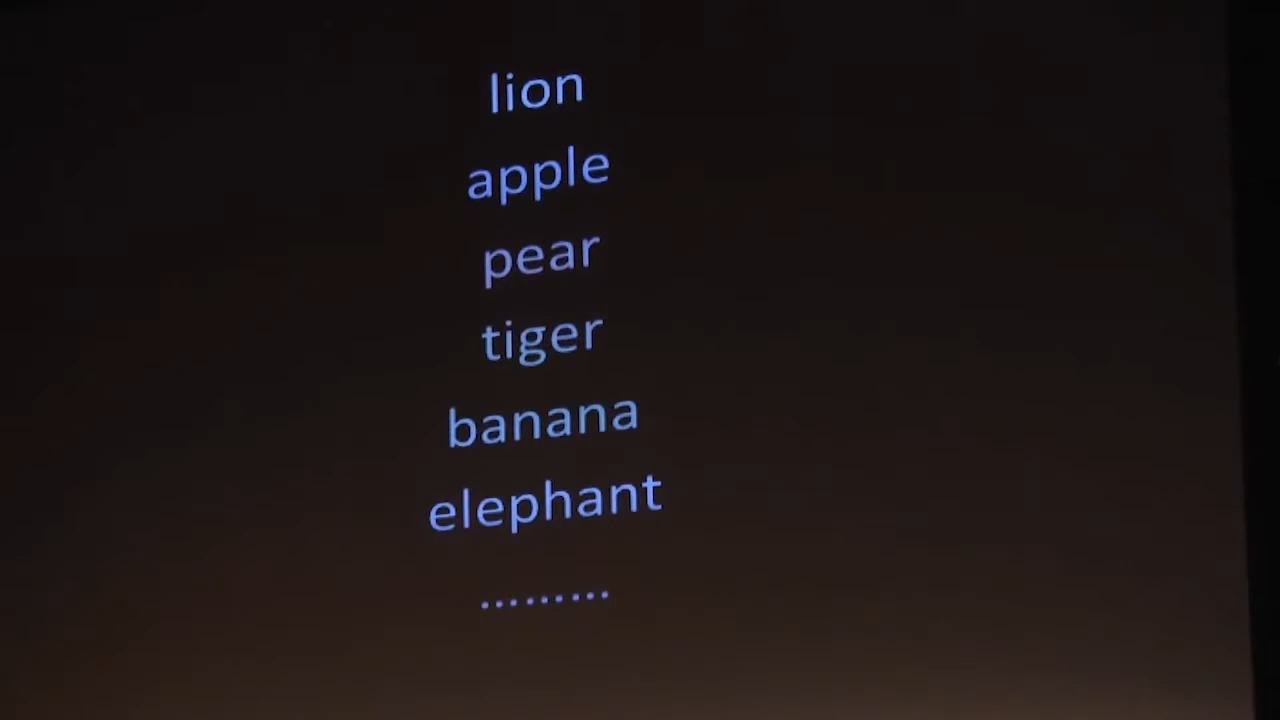 lion
apple
pear
tiger
banana
elephant
.........